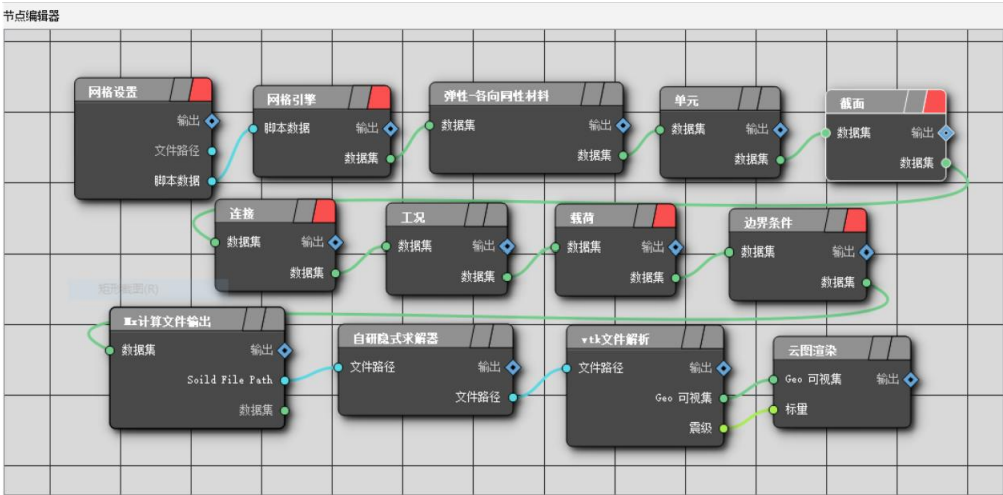 节点编辑器
网格设置
输出
文件路径
脚本数据
网格引擎
脚本数据 输出
数据集
弹性-各向同性材料
数据集 输出
数据集
单元
数据集 输出
数据集
截面
数据集 输出
数据集
连接
数据集 输出
数据集
工况
数据集 输出
数据集
载荷
数据集 输出
数据集
边界条件
数据集 输出
数据集
矩形截图(R)
计算文件输出
数据集 输出
Soild File Path
数据集
自研隐式求解器
文件路径 输出
文件路径
vtk文件解析
文件路径 输出
Geo 可视集
震级
云图渲染
Geo 可视集 输出
标量